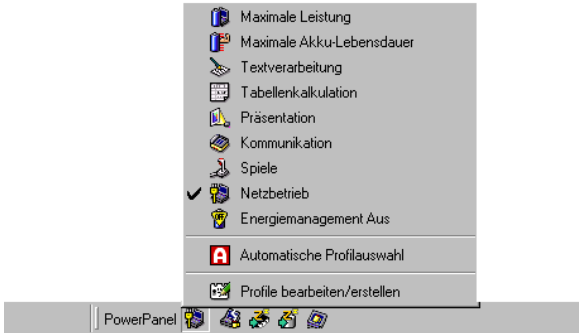 Maximale Leistung
Maximale Akku-Lebensdauer
Textverarbeitung
Tabellenkalkulation
Präsentation
Kommunikation
Spiele
Netzbetrieb
Energiemanagement Aus
Automatische Profilauswahl
Profile bearbeiten/erstellen
PowerPanel